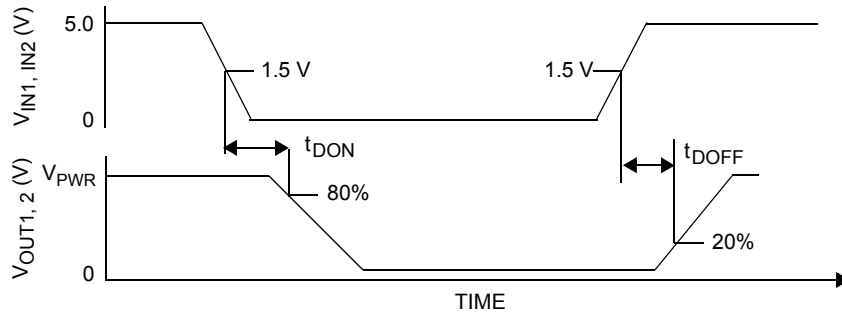 V_IN1, IN2 (V)
5.0
1.5 V
1.5 V
0
t_DON
t_DOFF
V_OUT1, 2 (V)
V_PWR
80%
20%
0
TIME